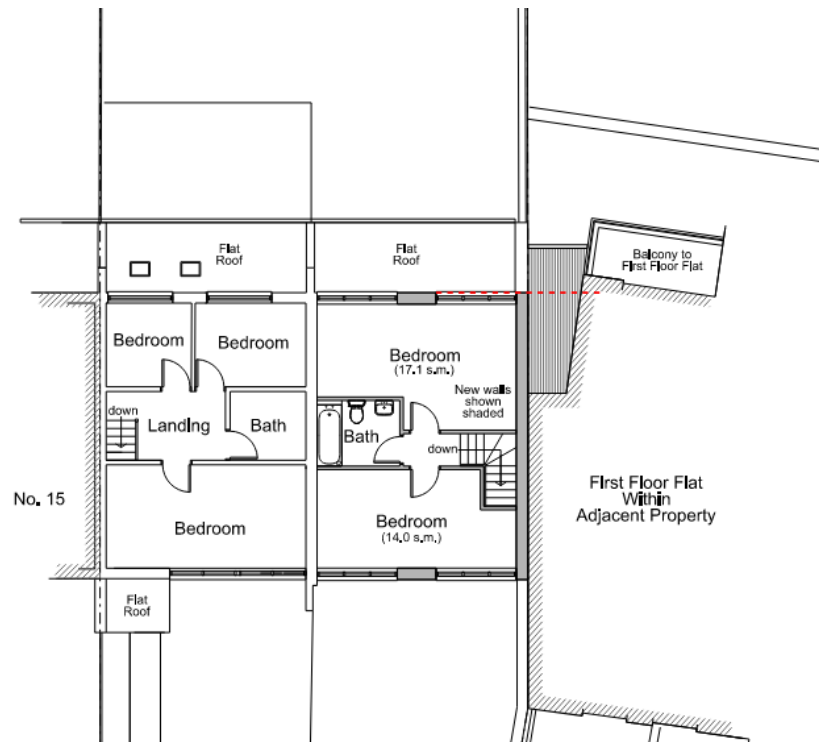 Flat
Roof
Flat
Roof
Balcony to
First Floor Flat
Bedroom
Bedroom
Bedroom
(17.1 s.m.)
New walls
shown
shaded
down
Landing
Bath
Bath
down
No. 15
Bedroom
Bedroom
(14.0 s.m.)
First Floor Flat
Within
Adjacent Property
Flat
Roof